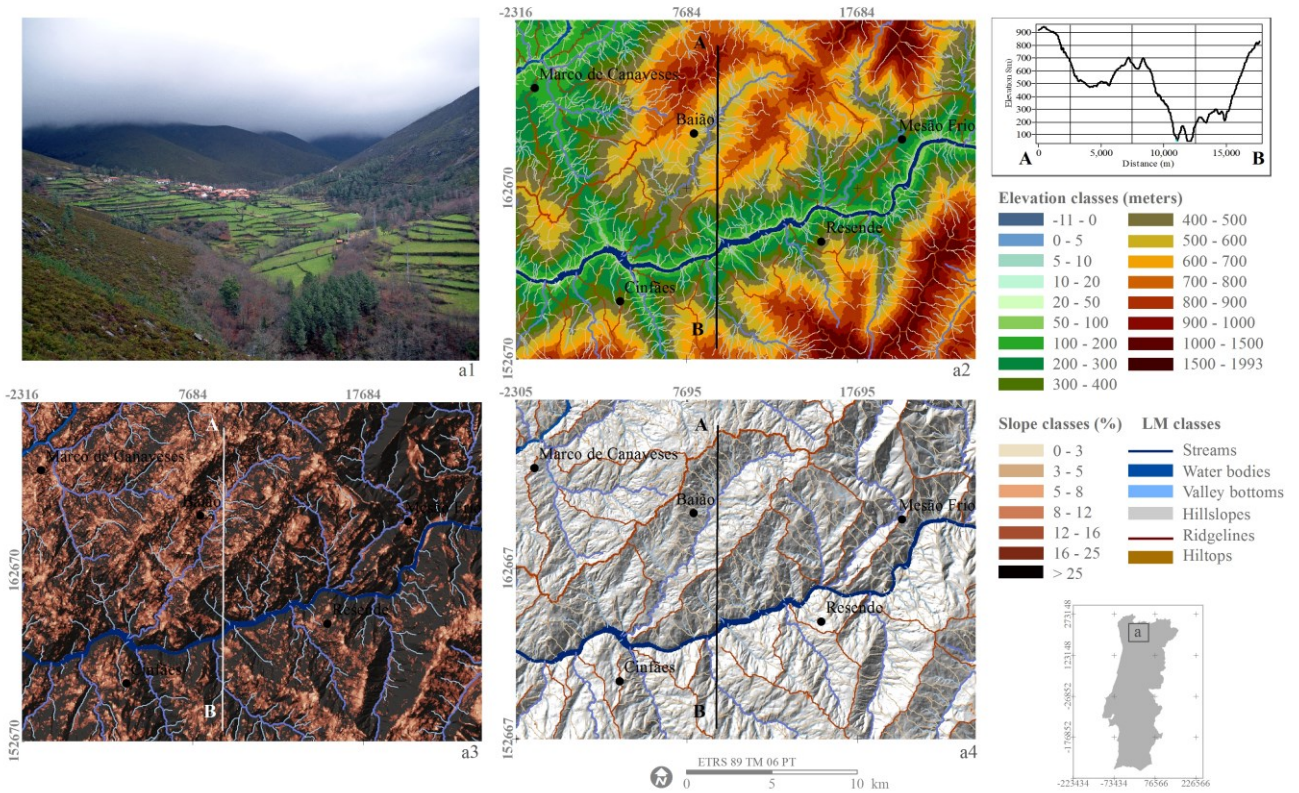 a1
-2316
7684
17684
162670
152670
A
Marco de Canaveses
Baião
Mesão Frio
Resende
Cinfães
B
a2
Elevation 8m)
900
800
700
600
500
400
300
200
100
0
5,000
10,000
15,000
A
Distance (m)
B
Elevation classes (meters)
-11 - 0
0 - 5
5 - 10
10 - 20
20 - 50
50 - 100
100 - 200
200 - 300
300 - 400
400 - 500
500 - 600
600 - 700
700 - 800
800 - 900
900 - 1000
1000 - 1500
1500 - 1993
-2316
7684
17684
162670
152670
A
Marco de Canaveses
Baião
Mesão Frio
Resende
Cinfães
B
a3
-2305
7695
17695
162667
152667
A
Marco de Canaveses
Baião
Mesão Frio
Resende
Cinfães
B
a4
Slope classes (%)
0 - 3
3 - 5
5 - 8
8 - 12
12 - 16
16 - 25
> 25
LM classes
Streams
Water bodies
Valley bottoms
Hillslopes
Ridgelines
Hiltops
N
ETRS 89 TM 06 PT
0
5
10
km
273148
123148
-26852
-176852
a
-223434
-73434
76566
226566